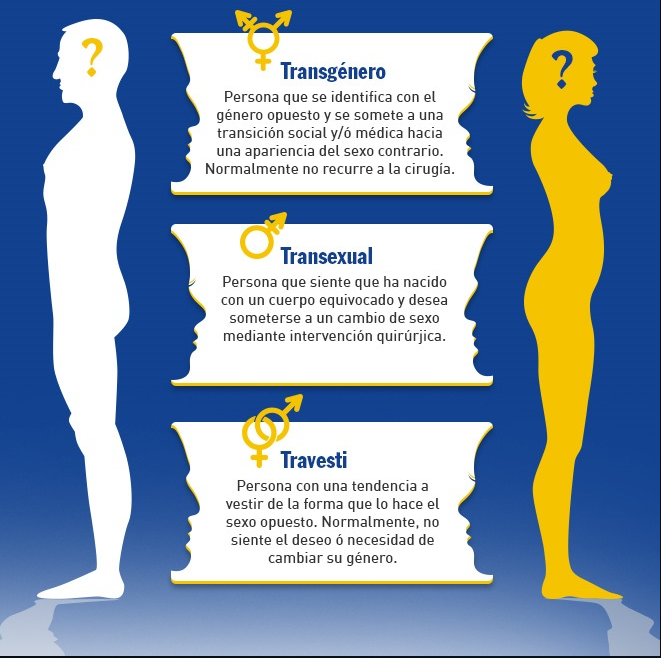 ?
?
Transgénero
Persona que se identifica con el
género opuesto y se somete a una
transición social y/ó médica hacia
una apariencia del sexo contrario.
Normalmente no recurre a la cirugía.
Transexual
Persona que siente que ha nacido
con un cuerpo equivocado y desea
someterse a un cambio de sexo
mediante intervención quirúrjica.
Travesti
Persona con una tendencia a
vestir de la forma que lo hace el
sexo opuesto. Normalmente, no
siente el deseo ó necesidad de
cambiar su género.